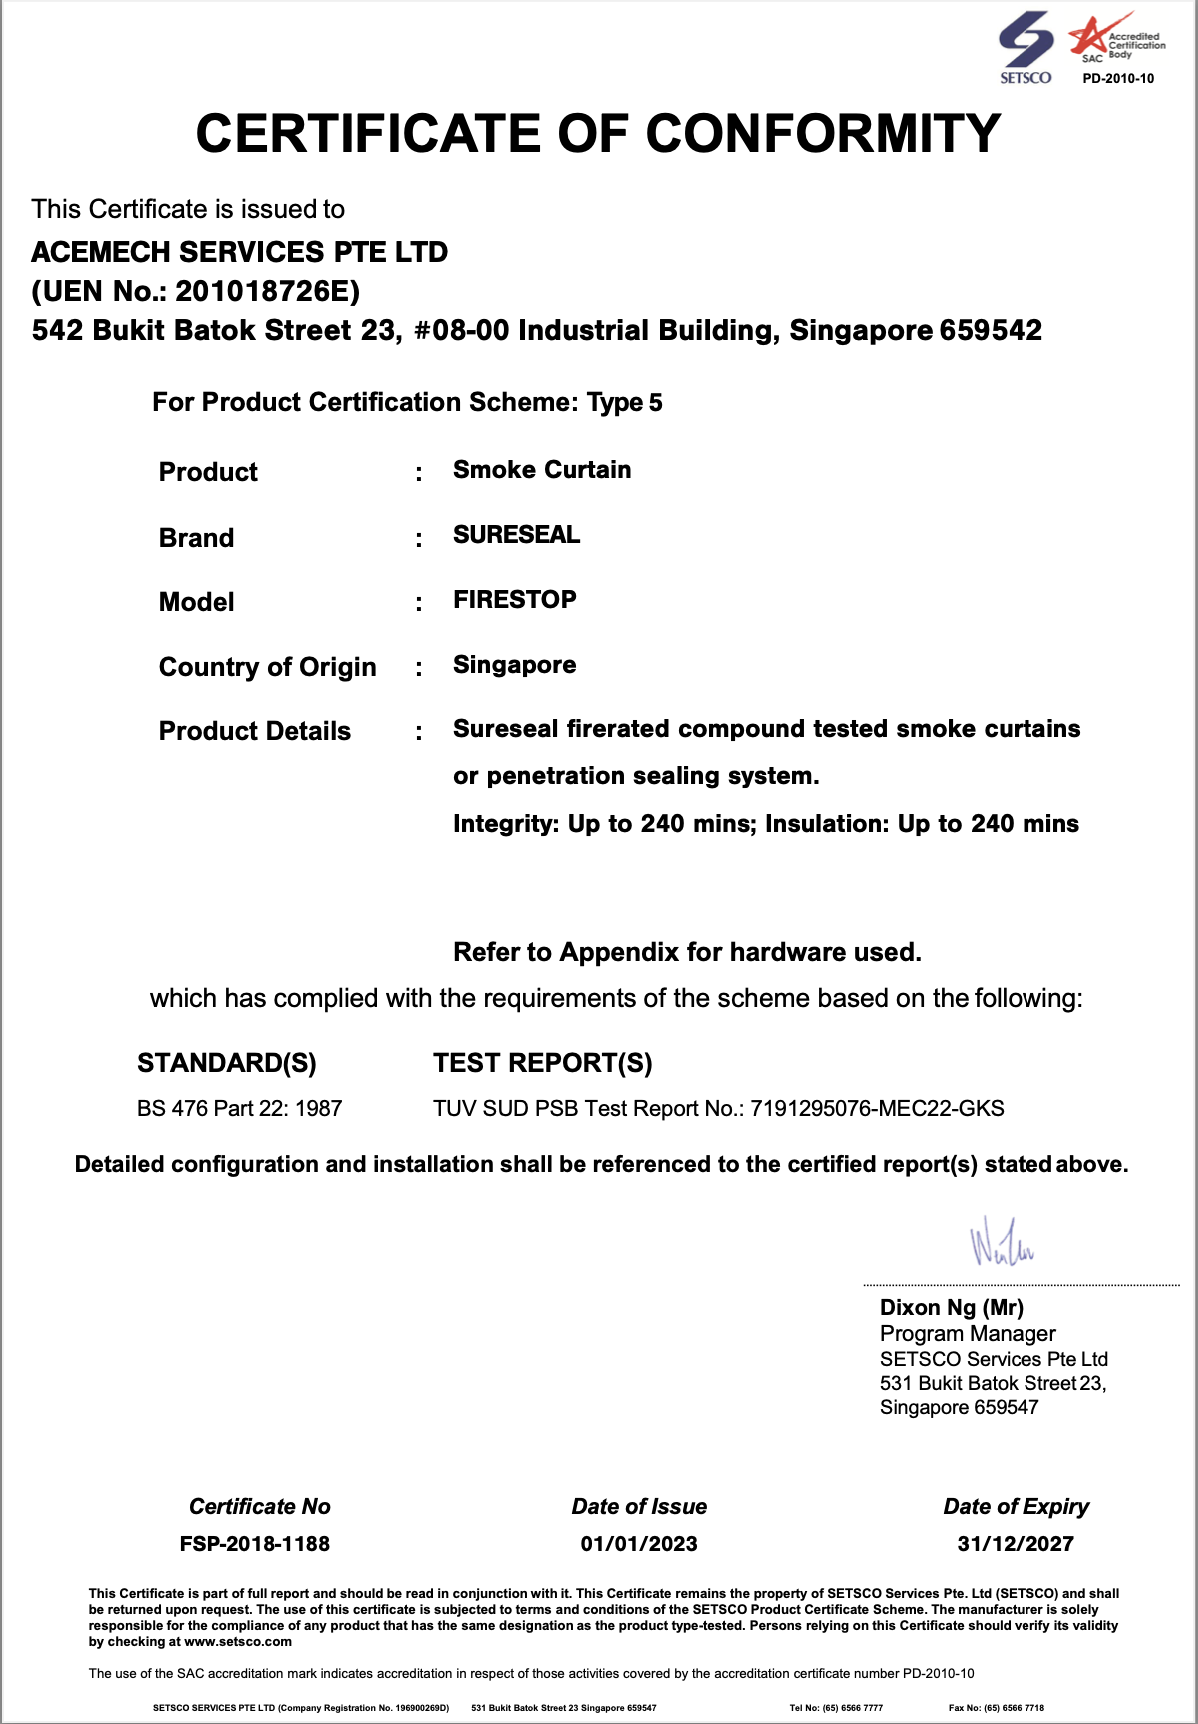 SETSCO
SAC
Accredited
Certification
Body
PD-2010-10
CERTIFICATE OF CONFORMITY
This Certificate is issued to
ACEMECH SERVICES PTE LTD
(UEN No.: 201018726E)
542 Bukit Batok Street 23, #08-00 Industrial Building, Singapore 659542
For Product Certification Scheme: Type 5
Product : Smoke Curtain
Brand : SURESEAL
Model : FIRESTOP
Country of Origin : Singapore
Product Details : Sureseal firerated compound tested smoke curtains
or penetration sealing system.
Integrity: Up to 240 mins; Insulation: Up to 240 mins
Refer to Appendix for hardware used.
which has complied with the requirements of the scheme based on the following:
STANDARD(S) TEST REPORT(S)
BS 476 Part 22: 1987 TUV SUD PSB Test Report No.: 7191295076-MEC22-GKS
Detailed configuration and installation shall be referenced to the certified report(s) stated above.
Dixon Ng (Mr)
Program Manager
SETSCO Services Pte Ltd
531 Bukit Batok Street 23,
Singapore 659547
Certificate No Date of Issue Date of Expiry
FSP-2018-1188 01/01/2023 31/12/2027
This Certificate is part of full report and should be read in conjunction with it. This Certificate remains the property of SETSCO Services Pte. Ltd (SETSCO) and shall
be returned upon request. The use of this certificate is subjected to terms and conditions of the SETSCO Product Certificate Scheme. The manufacturer is solely
responsible for the compliance of any product that has the same designation as the product type-tested. Persons relying on this Certificate should verify its validity
by checking at www.setsco.com
The use of the SAC accreditation mark indicates accreditation in respect of those activities covered by the accreditation certificate number PD-2010-10
SETSCO SERVICES PTE LTD (Company Registration No. 196900269D) 531 Bukit Batok Street 23 Singapore 659547 Tel No: (65) 6566 7777 Fax No: (65) 6566 7718